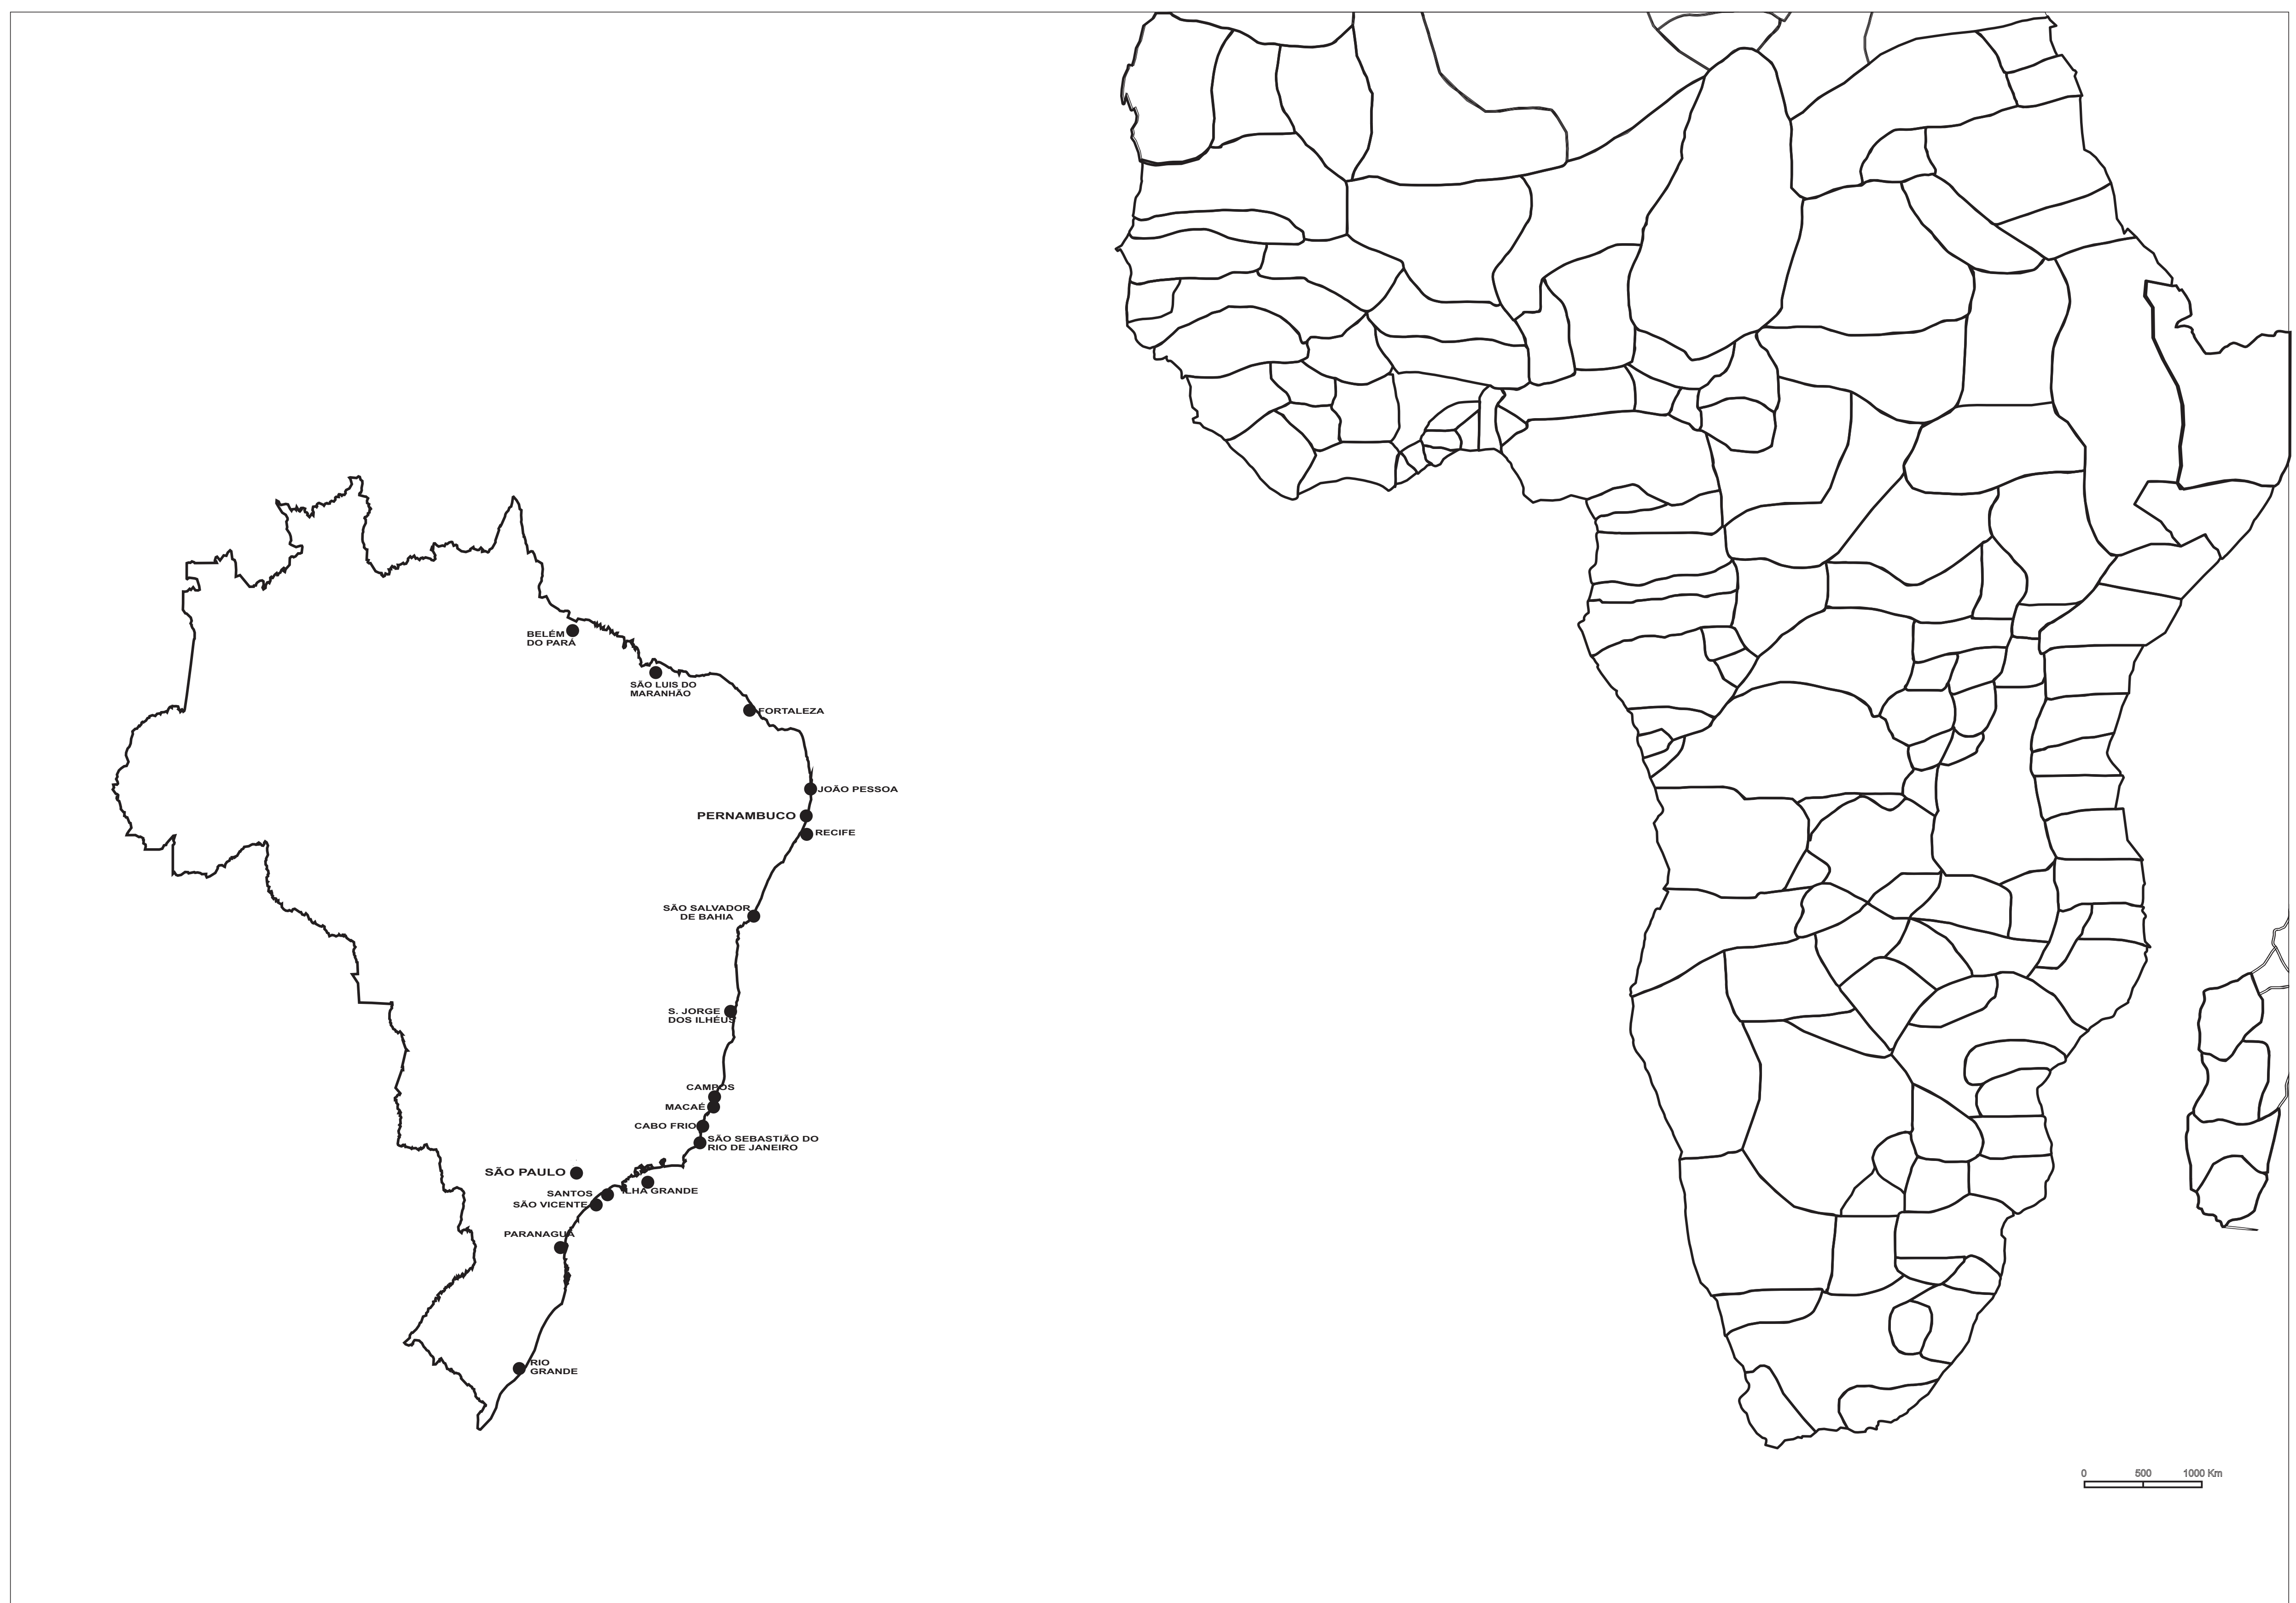 BELÉM
DO PARÁ
SÃO LUIS DO
MARANHÃO
FORTALEZA
JOÃO PESSOA
PERNAMBUCO
RECIFE
SÃO SALVADOR
DE BAHIA
S. JORGE
DOS ILHÉUS
CAMPOS
MACAÉ
CABO FRIO
SÃO SEBASTIÃO DO
RIO DE JANEIRO
SÃO PAULO
SANTOS
ILHA GRANDE
SÃO VICENTE
PARANAGUÁ
RIO
GRANDE
0 500 1000 Km